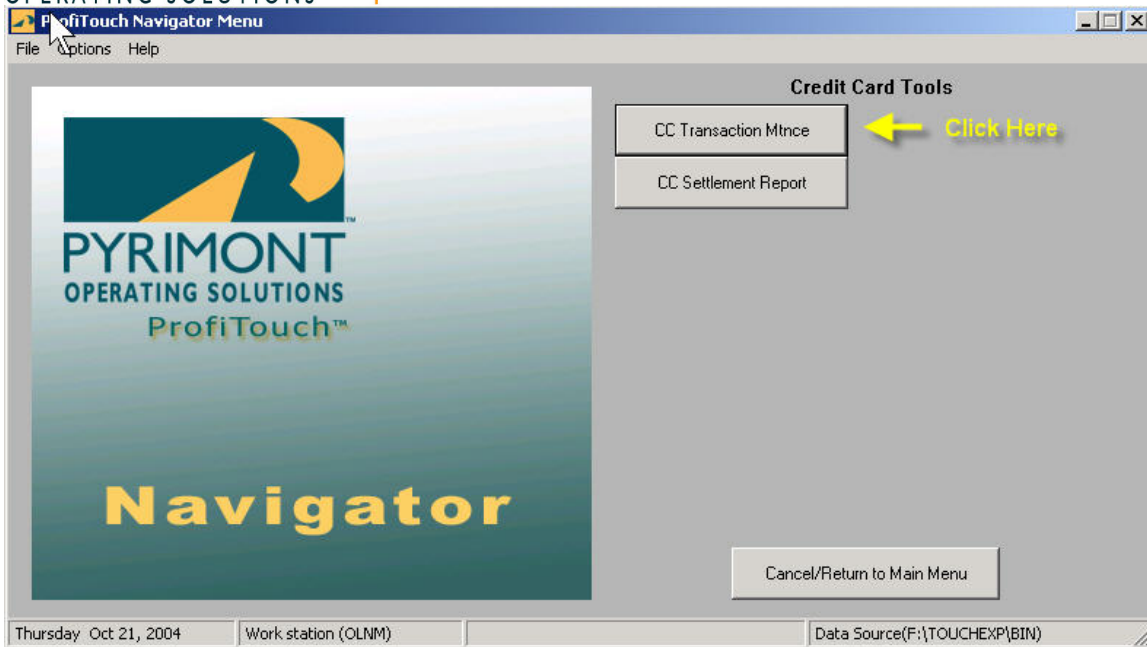 OPERATING SOLUTIONS
ProfiTouch Navigator Menu
File Options Help
Credit Card Tools
CC Transaction Mtnce
Click Here
CC Settlement Report
PYRIMONT
OPERATING SOLUTIONS
ProfiTouch™
Navigator
Cancel/Return to Main Menu
Thursday Oct 21, 2004
Work station (OLNM)
Data Source(F:\TOUCHEXP\BIN)